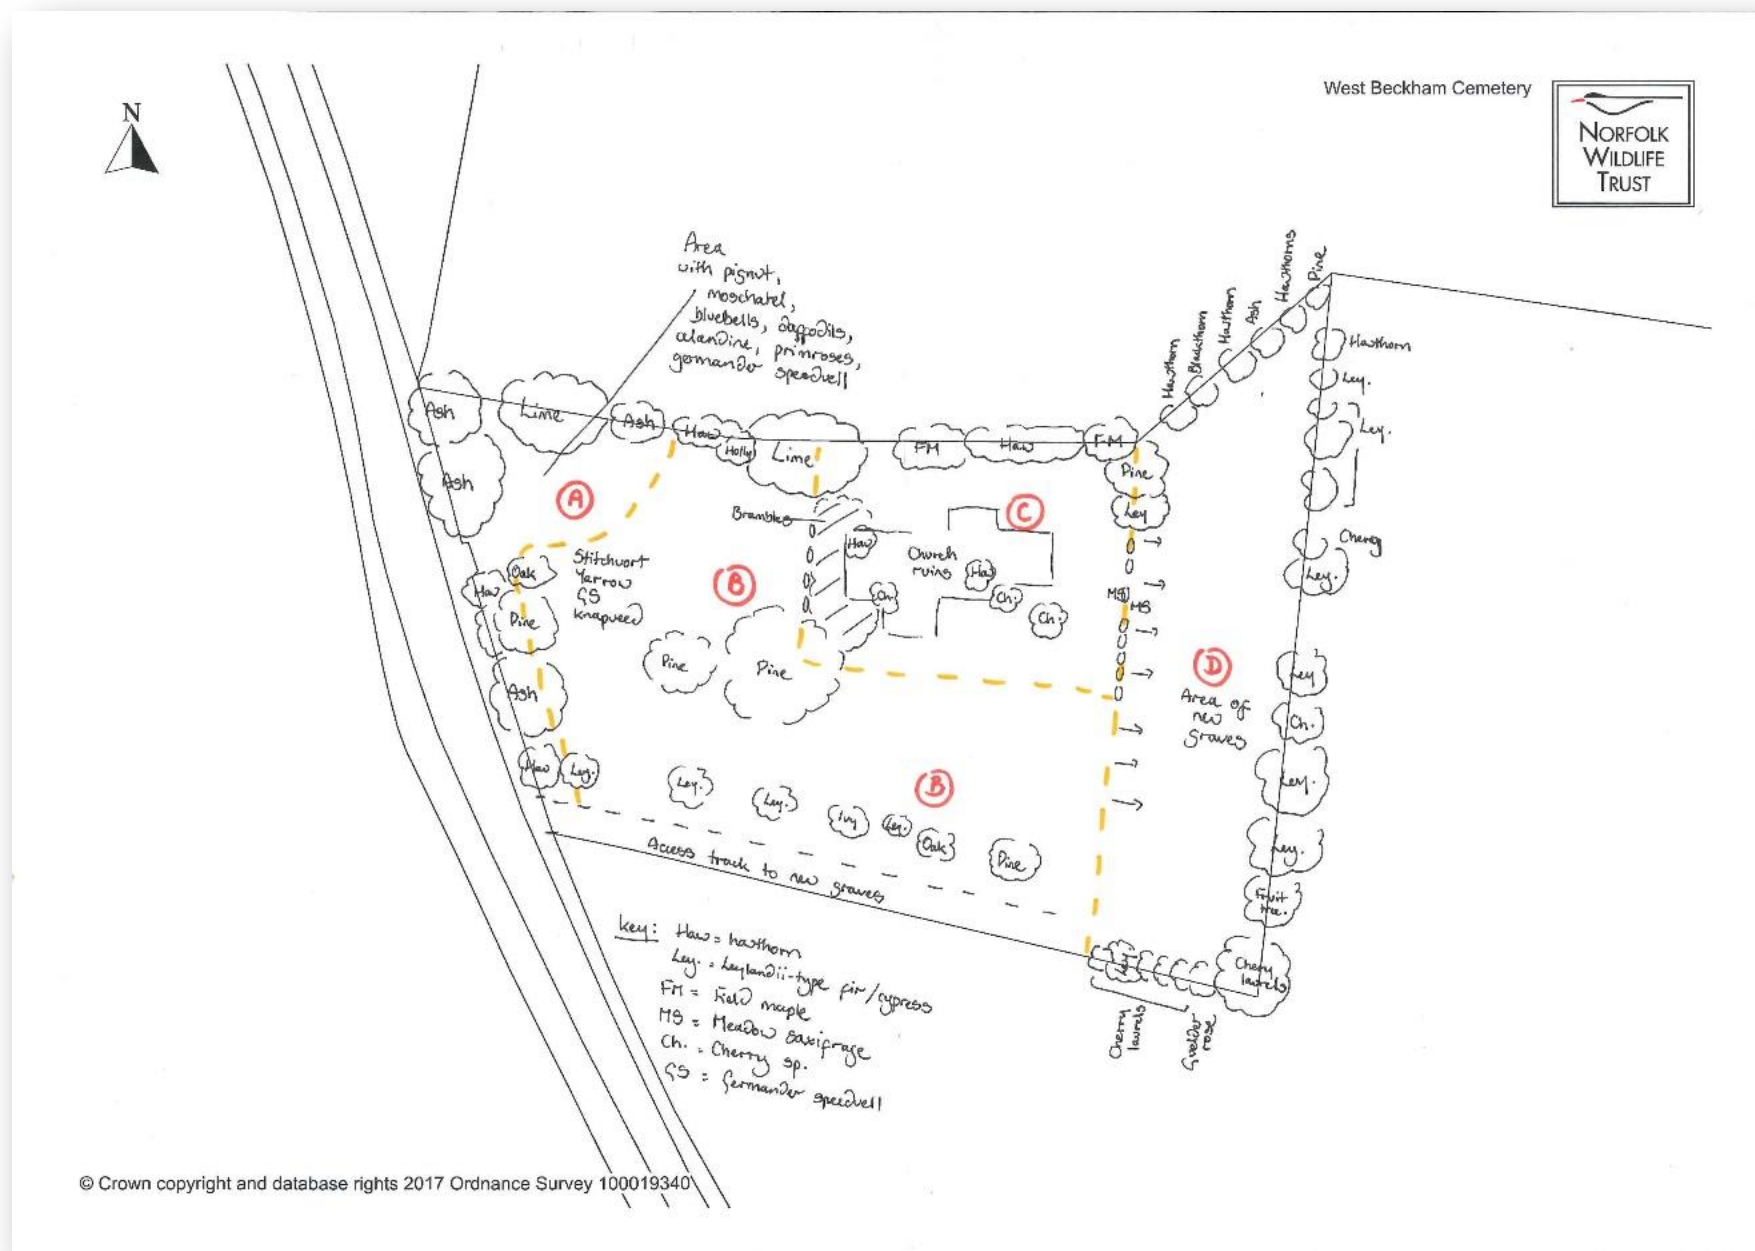 West Beckham Cemetery
NORFOLK
WILDLIFE
TRUST
N
Area
with pignut,
moschatel,
bluebells, daffodils,
celandine, primroses,
germander speedwell
Hawthorn
Blackthorn
Hawthorn
Ash
Hawthorns
Pine
Hawthorn
Ley.
Ley.
Cherry
Ley.
Ley
Ch.
Ley.
Ley.
Fruit
tree.
Cherry
laurels
Ash
Lime
Ash
Haw
Holly
Lime
FM
Haw
FM
Pine
Ley
Ash
A
Brambles
C
Haw
Church
ruins
Haw
Ch.
Ch.
Ch.
Oak
Haw
Pine
Ash
Haw
Ley.
Stitchwort
Yarrow
GS
Knapweed
B
Pine
Pine
MS
MS
D
Area of
new
graves
B
Ley.
Ley.
Ivy
Ley.
Oak
Pine
Access track to new graves
Ley
Cherry
laurels
Guelder
rose
Key: Haw = hawthorn
Ley. = Leylandii-type fir/cypress
FM = Field maple
MS = Meadow saxifrage
Ch. = Cherry sp.
GS = Germander speedwell
© Crown copyright and database rights 2017 Ordnance Survey 100019340